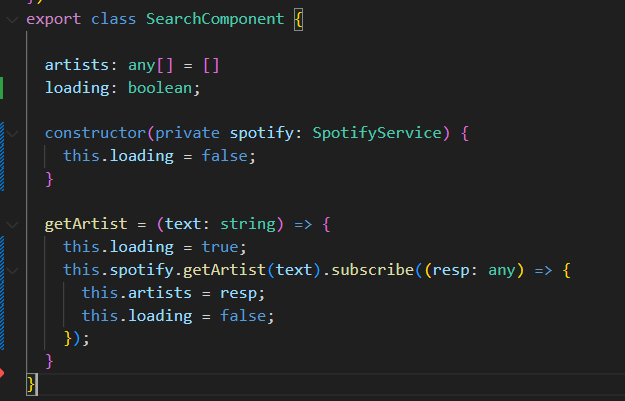 })
export class SearchComponent {
artists: any[] = []
loading: boolean;
constructor(private spotify: SpotifyService) {
this.loading = false;
}
getArtist = (text: string) => {
this.loading = true;
this.spotify.getArtist(text).subscribe((resp: any) => {
this.artists = resp;
this.loading = false;
});
}
}